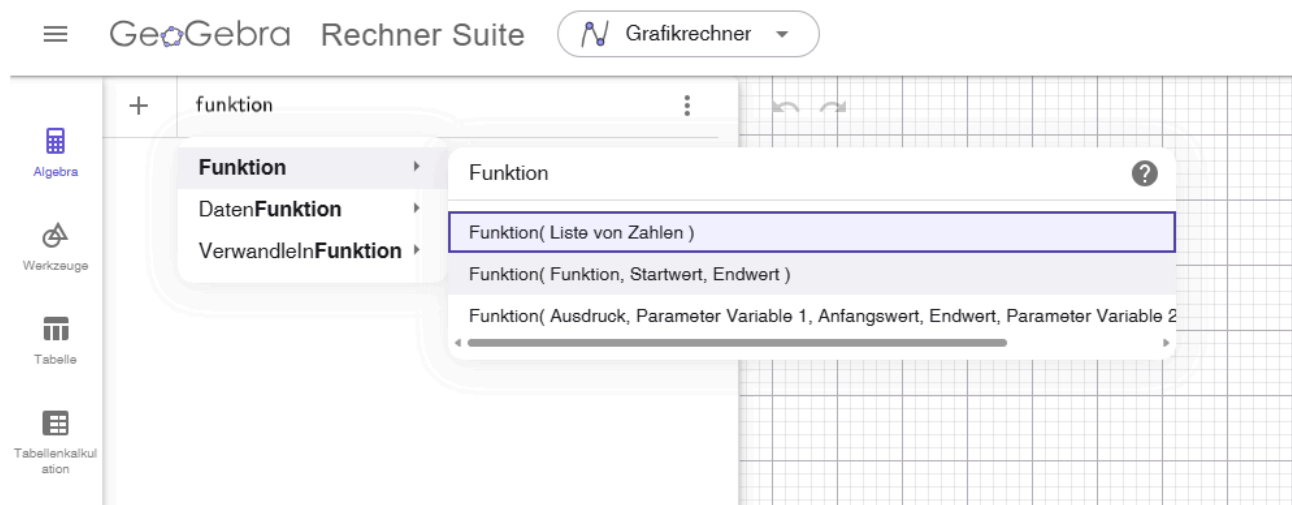 GeoGebra Rechner Suite Grafikrechner
funktion
Algebra
Werkzeuge
Tabelle
Tabellenkalkul
ation
Funktion
DatenFunktion
VerwandleInFunktion
Funktion
Funktion( Liste von Zahlen )
Funktion( Funktion, Startwert, Endwert )
Funktion( Ausdruck, Parameter Variable 1, Anfangswert, Endwert, Parameter Variable 2